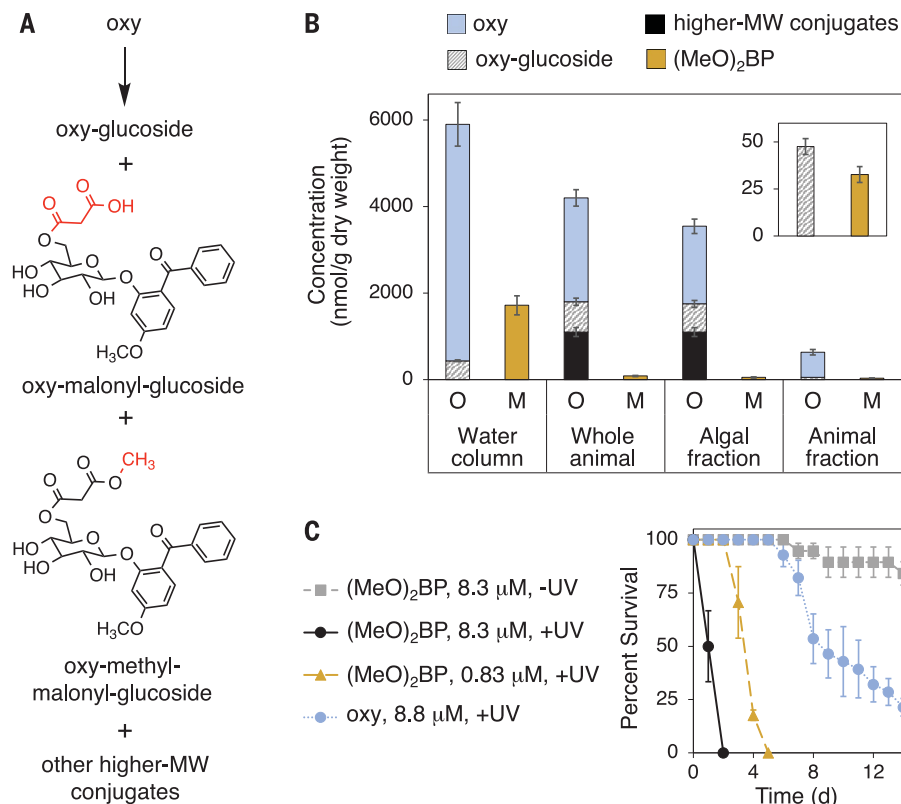 A
oxy
oxy-glucoside
+
O
O
OH
O
O
HO
HO
OH
O
O
H₃CO
oxy-malonyl-glucoside
+
O
O
O
CH₃
O
O
HO
HO
OH
O
O
H₃CO
oxy-methyl-
malonyl-glucoside
+
other higher-MW
conjugates
B
oxy
higher-MW conjugates
oxy-glucoside
(MeO)₂BP
Concentration
(nmol/g dry weight)
6000
4000
2000
0
50
25
0
O M O M O M O M
Water column
Whole animal
Algal fraction
Animal fraction
C
(MeO)₂BP, 8.3 µM, -UV
(MeO)₂BP, 8.3 µM, +UV
(MeO)₂BP, 0.83 µM, +UV
oxy, 8.8 µM, +UV
Percent Survival
100
75
50
25
0
0 4 8 12
Time (d)